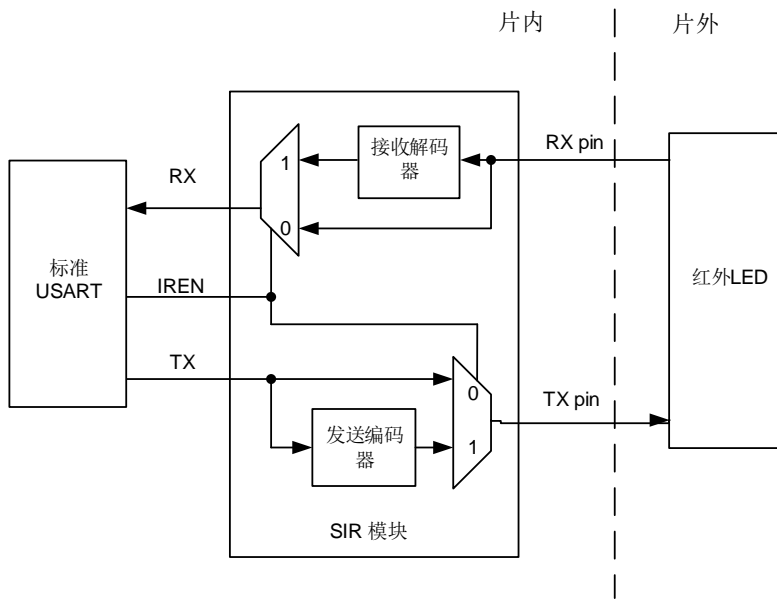 片内
片外
RX pin
接收解码
器
1
RX
0
标准
USART
IREN
红外LED
TX
0
TX pin
发送编码
器
1
SIR 模块